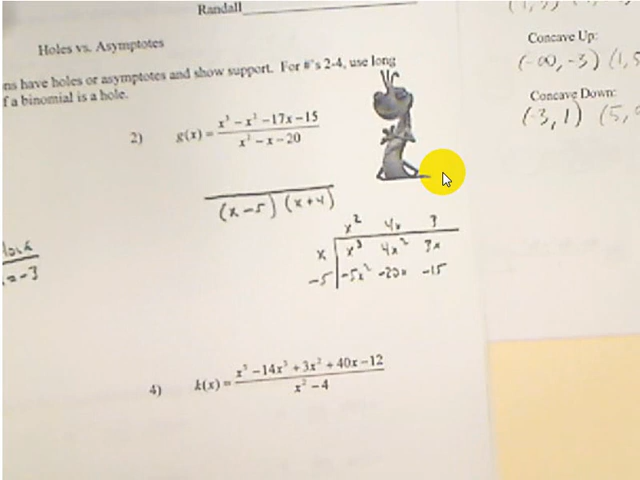 Randall
Holes vs. Asymptotes
ns have holes or asymptotes and show support. For #'s 2-4, use long
f a binomial is a hole.
2) g(x) = x³ − x² − 17x − 15 / x² − x − 20
(x−5) (x+4)
x² 4x 3
x x³ 4x² 3x
−5 −5x² −20x −15
= −3
4) k(x) = x⁵ − 14x³ + 3x² + 40x − 12 / x² − 4
Concave Up:
(−∞, −3) (1, 5
Concave Down:
(−3, 1) (5,